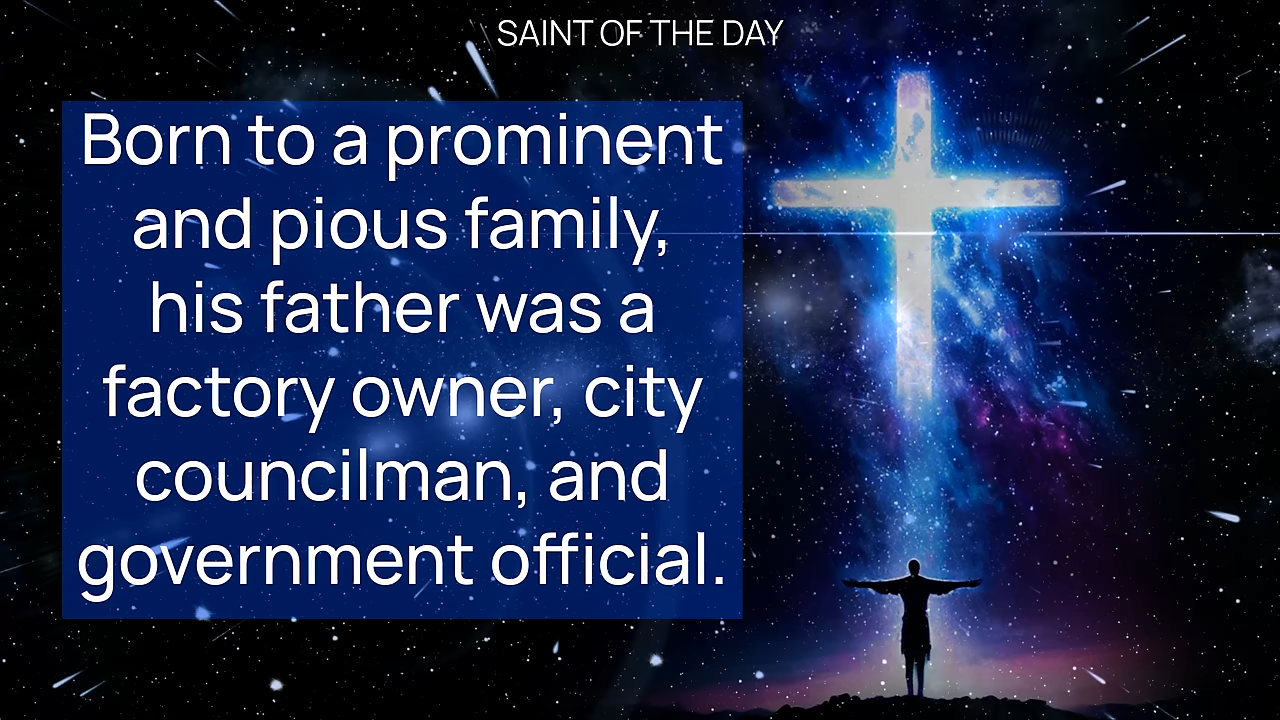 SAINT OF THE DAY
Born to a prominent
and pious family,
his father was a
factory owner, city
councilman, and
government official.